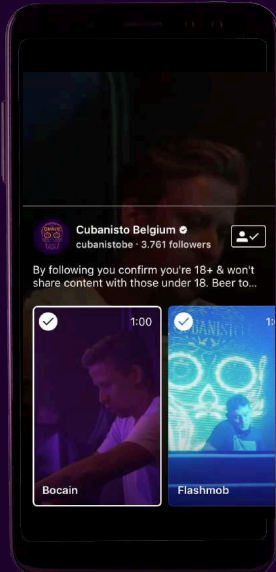 Cubanisto Belgium
cubanistobe · 3.761 followers
By following you confirm you're 18+ & won't
share content with those under 18. Beer to...
1:00
Bocain
Flashmob